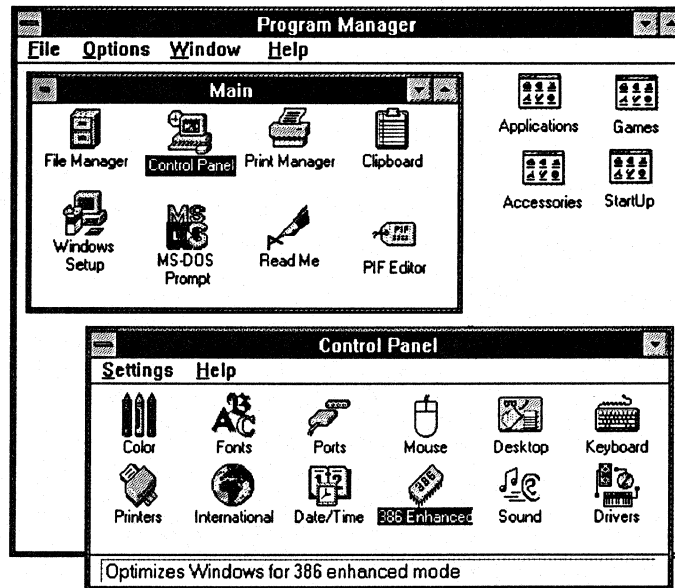 Program Manager
File Options Window Help
Main
File Manager Control Panel Print Manager Clipboard
Windows Setup MS-DOS Prompt Read Me PIF Editor
Applications Games
Accessories StartUp
Control Panel
Settings Help
Color Fonts Ports Mouse Desktop Keyboard
Printers International Date/Time 386 Enhanced Sound Drivers
Optimizes Windows for 386 enhanced mode